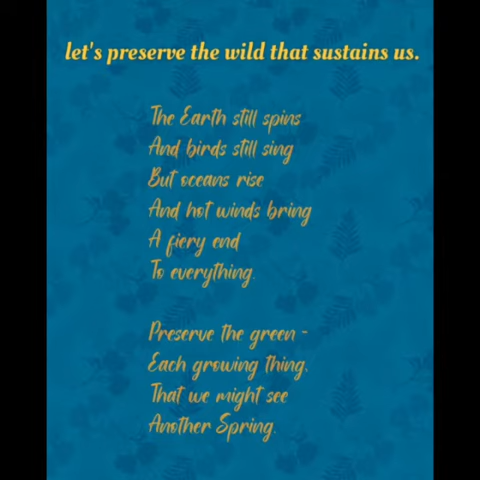 let's preserve the wild that sustains us.
The Earth still spins
And birds still sing
But oceans rise
And hot winds bring
A fiery end
To everything.
Preserve the green -
Each growing thing.
That we might see
Another Spring.